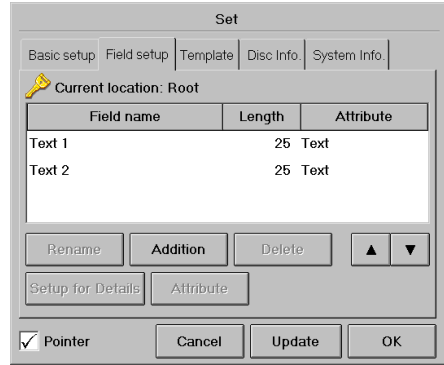 Set
Basic setup Field setup Template Disc Info. System Info.
Current location: Root
Field name Length Attribute
Text 1 25 Text
Text 2 25 Text
Rename Addition Delete ▲ ▼
Setup for Details Attribute
Pointer Cancel Update OK